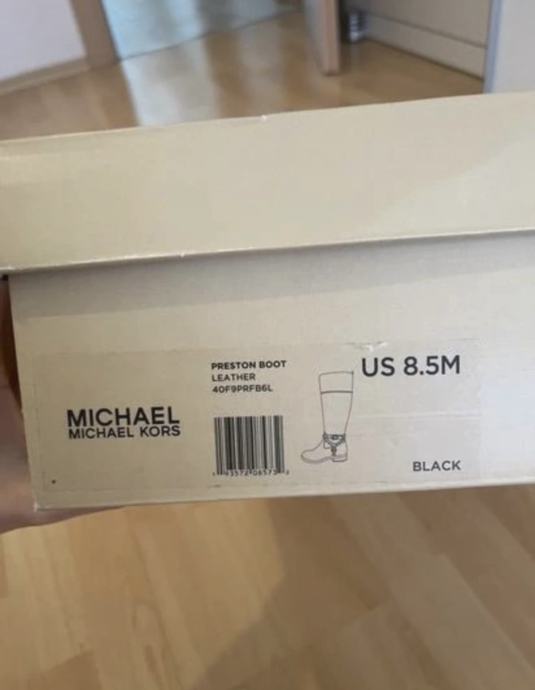 PRESTON BOOT
LEATHER
40F9PRFB6L
US 8.5M
MICHAEL
MICHAEL KORS
BLACK